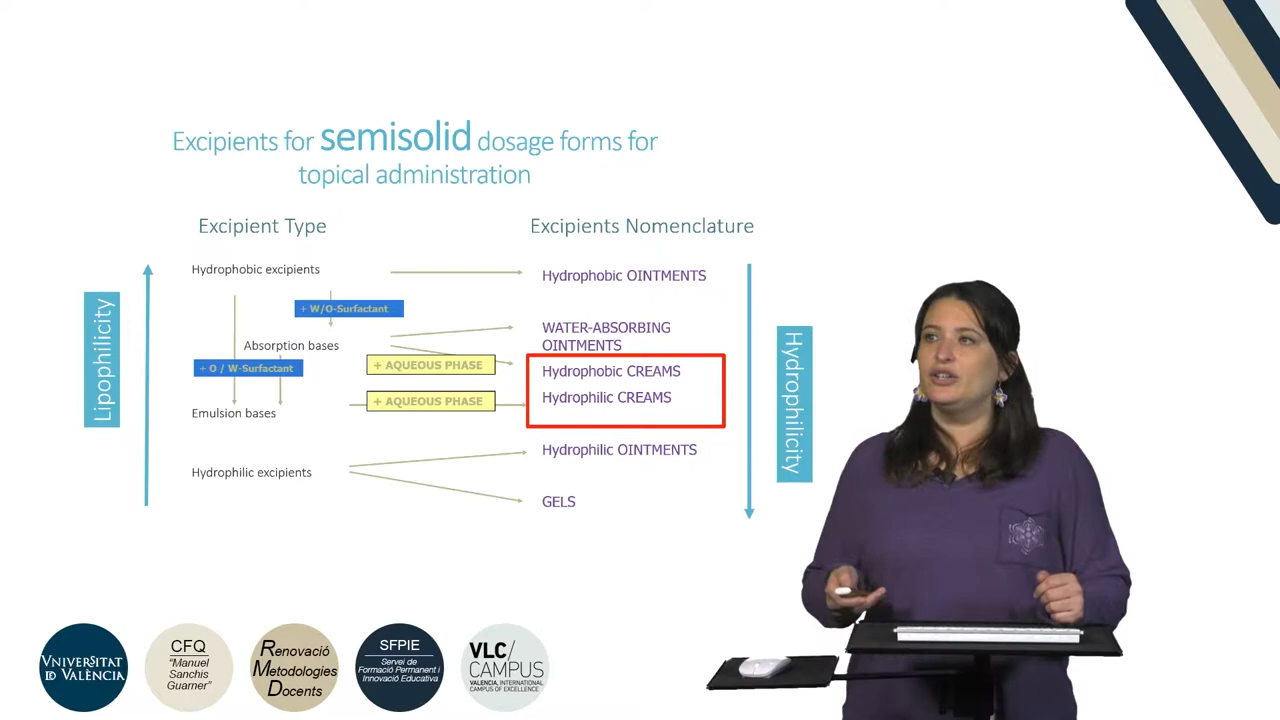 Excipients for semisolid dosage forms for
topical administration
Excipient Type
Excipients Nomenclature
Lipophilicity
Hydrophobic excipients
Hydrophobic OINTMENTS
+ W/O-Surfactant
WATER-ABSORBING
OINTMENTS
Absorption bases
+ AQUEOUS PHASE
Hydrophobic CREAMS
+ O / W-Surfactant
+ AQUEOUS PHASE
Hydrophilic CREAMS
Emulsion bases
Hydrophilic OINTMENTS
Hydrophilic excipients
GELS
Hydrophilicity
VNIVERSITAT
ID VALÈNCIA
CFQ
"Manuel
Sanchis
Guarner"
Renovació
Metodologies
Docents
SFPIE
Servei de
Formació Permanent i
Innovació Educativa
VLC/
CAMPUS
VALENCIA, INTERNATIONAL
CAMPUS OF EXCELLENCE